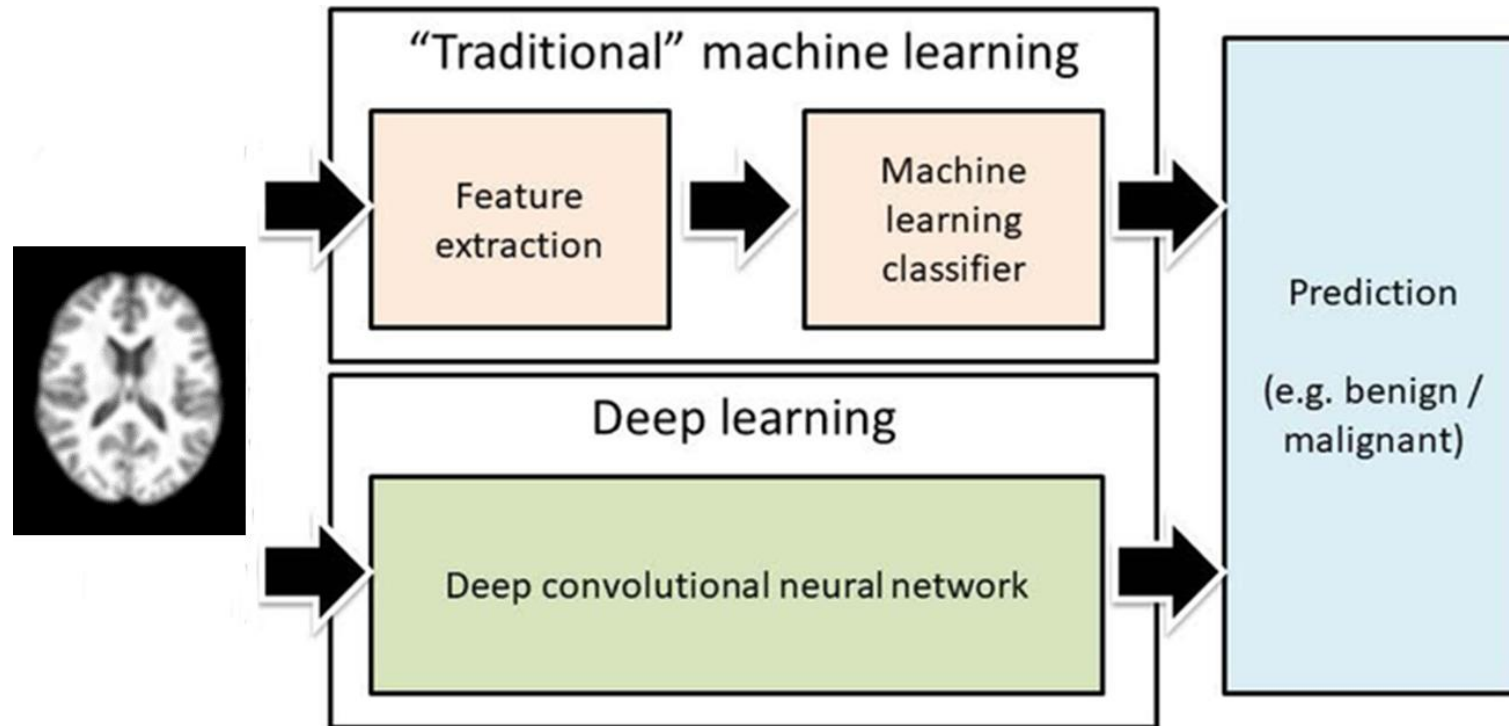 “Traditional” machine learning
Feature
extraction
Machine
learning
classifier
Deep learning
Deep convolutional neural network
Prediction
(e.g. benign /
malignant)